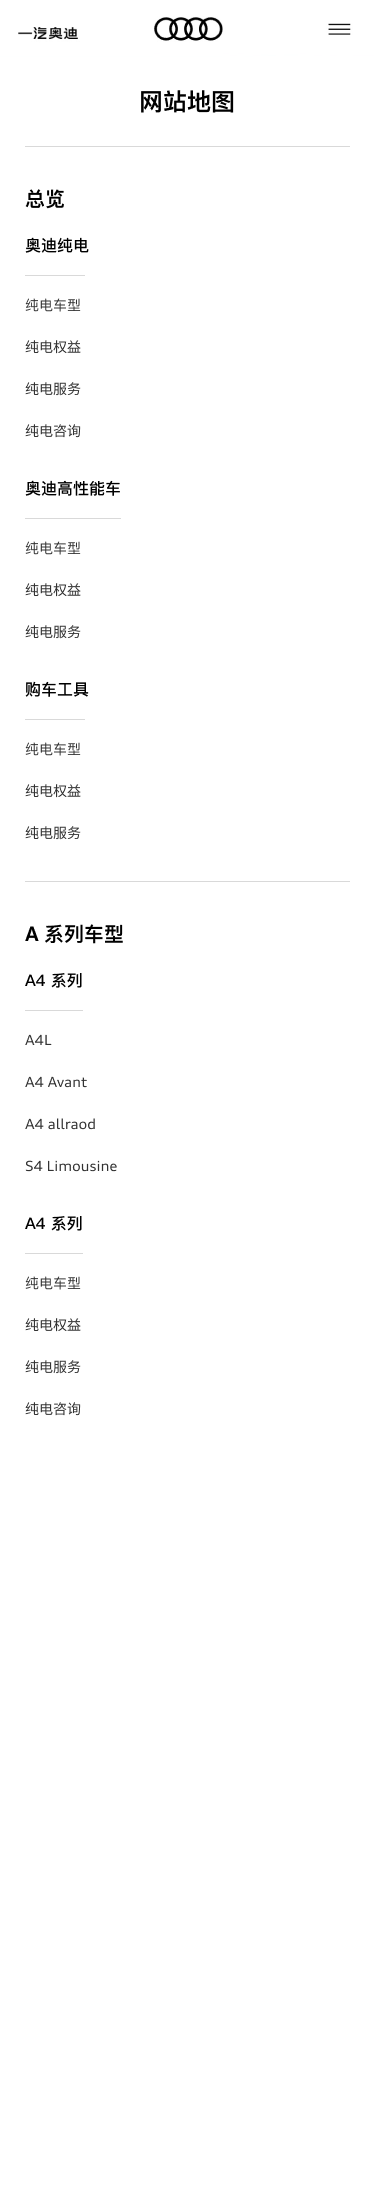 一汽奥迪
网站地图
总览
奥迪纯电
纯电车型
纯电权益
纯电服务
纯电咨询
奥迪高性能车
纯电车型
纯电权益
纯电服务
购车工具
纯电车型
纯电权益
纯电服务
A 系列车型
A4 系列
A4L
A4 Avant
A4 allraod
S4 Limousine
A4 系列
纯电车型
纯电权益
纯电服务
纯电咨询